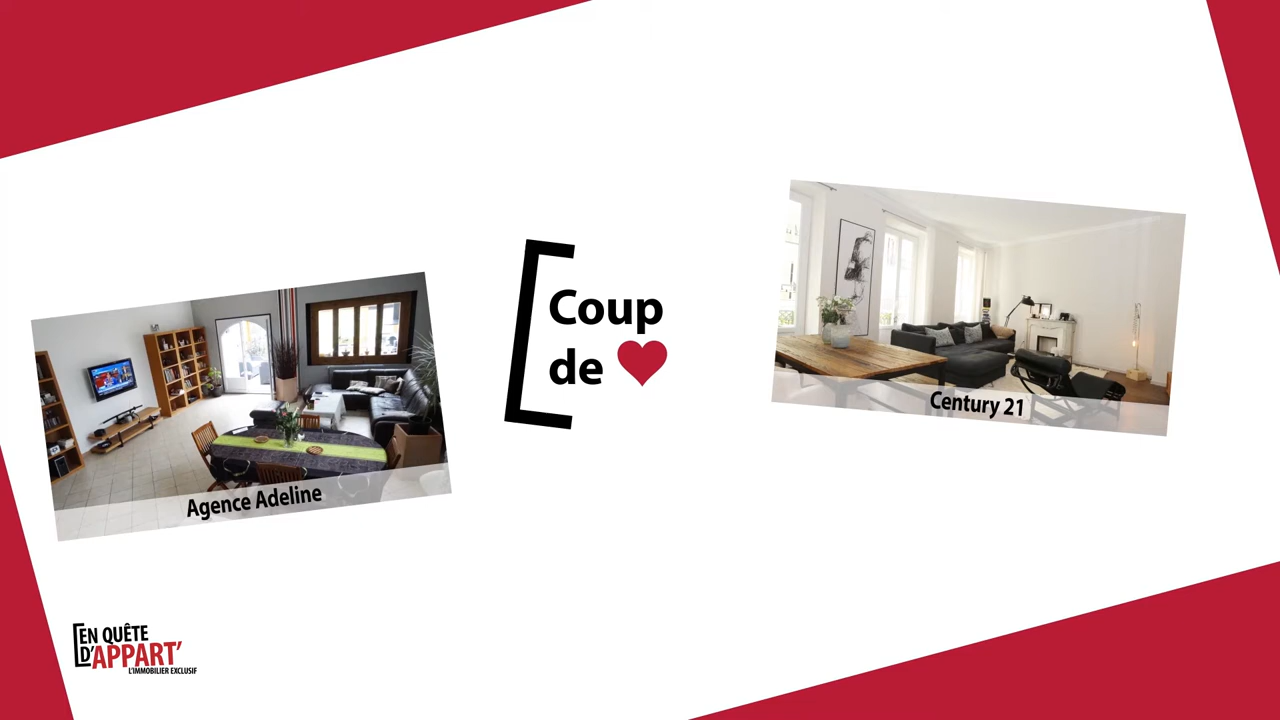 Coup
de
Century 21
Agence Adeline
EN QUÊTE
D'APPART'
L'IMMOBILIER EXCLUSIF